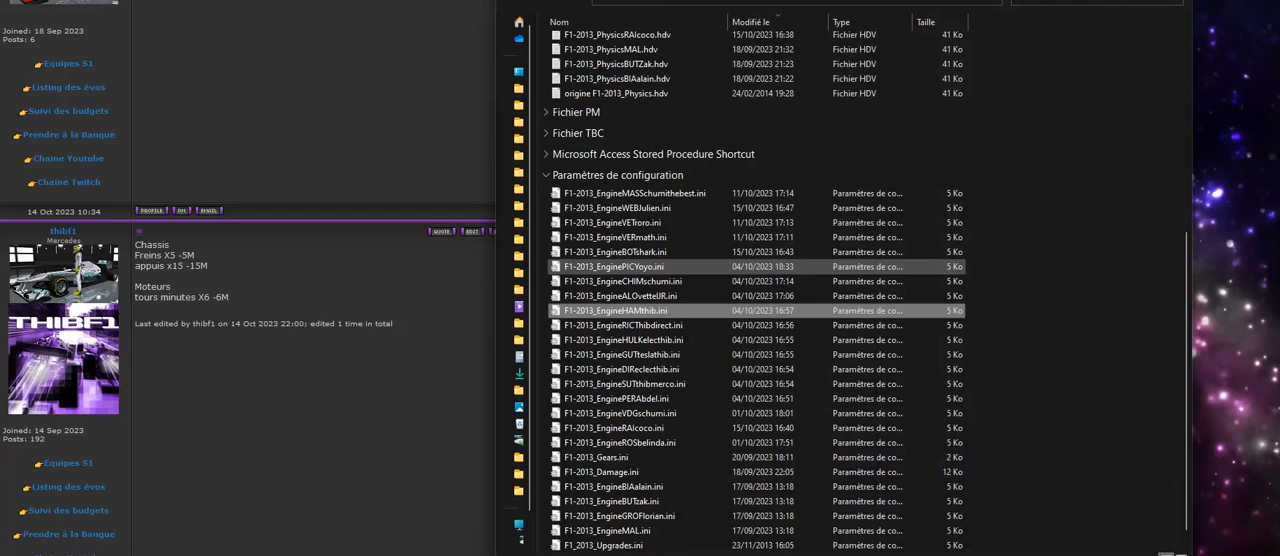 Joined: 18 Sep 2023
Posts: 6
👉Equipes S1
👉Listing des évos
👉Suivi des budgets
👉Prendre à la Banque
👉Chaine Youtube
👉Chaine Twitch
14 Oct 2023 10:34
PROFILE
PM
EMAIL
thibf1
Mercedes
THIBF1
Joined: 14 Sep 2023
Posts: 192
👉Equipes S1
👉Listing des évos
👉Suivi des budgets
👉Prendre à la Banque
QUOTE
EDIT
Chassis
Freins X5 -5M
appuis x15 -15M
Moteurs
tours minutes X6 -6M
Last edited by thibf1 on 14 Oct 2023 22:00; edited 1 time in total
Nom Modifié le Type Taille
F1-2013_PhysicsRAIcoco.hdv 15/10/2023 16:38 Fichier HDV 41 Ko
F1-2013_PhysicsMAL.hdv 18/09/2023 21:32 Fichier HDV 41 Ko
F1-2013_PhysicsBUTZak.hdv 18/09/2023 21:23 Fichier HDV 41 Ko
F1-2013_PhysicsBIAalain.hdv 18/09/2023 21:22 Fichier HDV 41 Ko
origine F1-2013_Physics.hdv 24/02/2014 19:28 Fichier HDV 41 Ko
Fichier PM
Fichier TBC
Microsoft Access Stored Procedure Shortcut
Paramètres de configuration
F1-2013_EngineMASSchumithebest.ini 11/10/2023 17:14 Paramètres de co... 5 Ko
F1-2013_EngineWEBJulien.ini 15/10/2023 16:47 Paramètres de co... 5 Ko
F1-2013_EngineVETroro.ini 11/10/2023 17:13 Paramètres de co... 5 Ko
F1-2013_EngineVERmath.ini 11/10/2023 17:11 Paramètres de co... 5 Ko
F1-2013_EngineBOTshark.ini 15/10/2023 16:43 Paramètres de co... 5 Ko
F1-2013_EnginePICYoyo.ini 04/10/2023 18:33 Paramètres de co... 5 Ko
F1-2013_EngineCHIMschumi.ini 04/10/2023 17:14 Paramètres de co... 5 Ko
F1-2013_EngineALOvettelJR.ini 04/10/2023 17:06 Paramètres de co... 5 Ko
F1-2013_EngineHAMthib.ini 04/10/2023 16:57 Paramètres de co... 5 Ko
F1-2013_EngineRICThibdirect.ini 04/10/2023 16:56 Paramètres de co... 5 Ko
F1-2013_EngineHULKelecthib.ini 04/10/2023 16:55 Paramètres de co... 5 Ko
F1-2013_EngineGUTteslathib.ini 04/10/2023 16:55 Paramètres de co... 5 Ko
F1-2013_EngineDIReclecthib.ini 04/10/2023 16:54 Paramètres de co... 5 Ko
F1-2013_EngineSUTthibmerco.ini 04/10/2023 16:54 Paramètres de co... 5 Ko
F1-2013_EnginePERAbdel.ini 04/10/2023 16:54 Paramètres de co... 5 Ko
F1-2013_EngineVDGschumi.ini 01/10/2023 18:01 Paramètres de co... 5 Ko
F1-2013_EngineRAIcoco.ini 15/10/2023 16:40 Paramètres de co... 5 Ko
F1-2013_EngineROSbelinda.ini 01/10/2023 17:51 Paramètres de co... 5 Ko
F1-2013_Gears.ini 20/09/2023 18:11 Paramètres de co... 2 Ko
F1-2013_Damage.ini 18/09/2023 22:05 Paramètres de co... 12 Ko
F1-2013_EngineBIAalain.ini 17/09/2023 13:18 Paramètres de co... 5 Ko
F1-2013_EngineBUTzak.ini 17/09/2023 13:18 Paramètres de co... 5 Ko
F1-2013_EngineGROFlorian.ini 17/09/2023 13:18 Paramètres de co... 5 Ko
F1-2013_EngineMAL.ini 17/09/2023 13:18 Paramètres de co... 5 Ko
F1_2013_Upgrades.ini 23/11/2013 16:05 Paramètres de co... 5 Ko